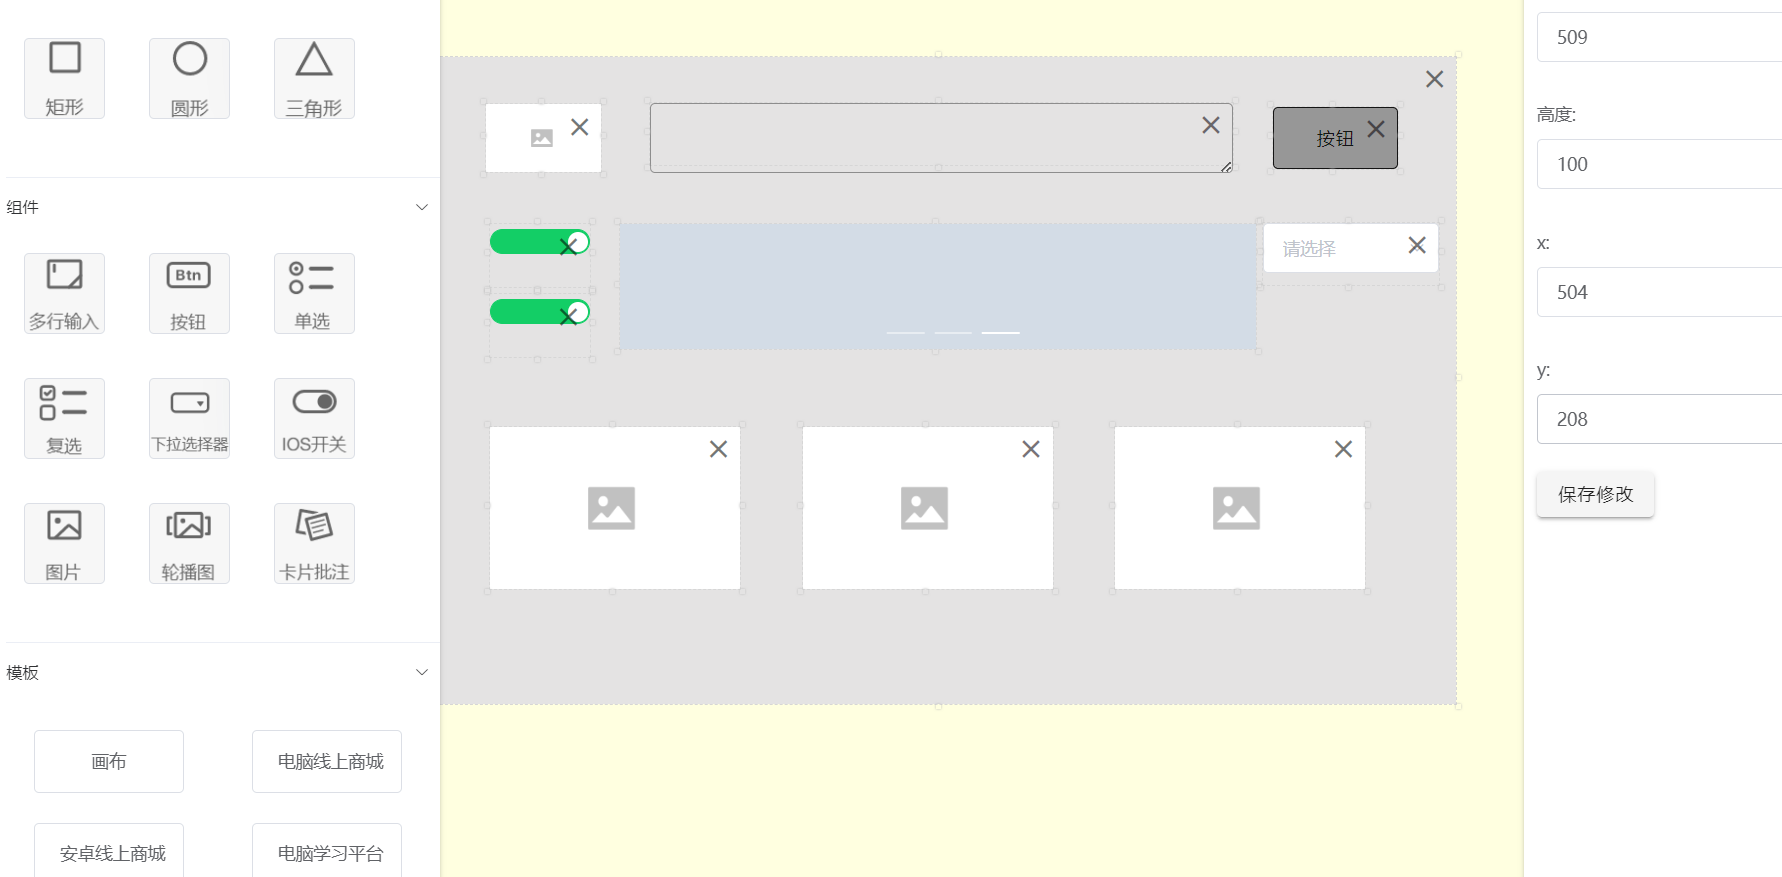 矩形
圆形
三角形
组件
多行输入
Btn
按钮
单选
复选
下拉选择器
IOS开关
图片
轮播图
卡片批注
模板
画布
电脑线上商城
安卓线上商城
电脑学习平台
按钮
请选择
509
高度:
100
x:
504
y:
208
保存修改